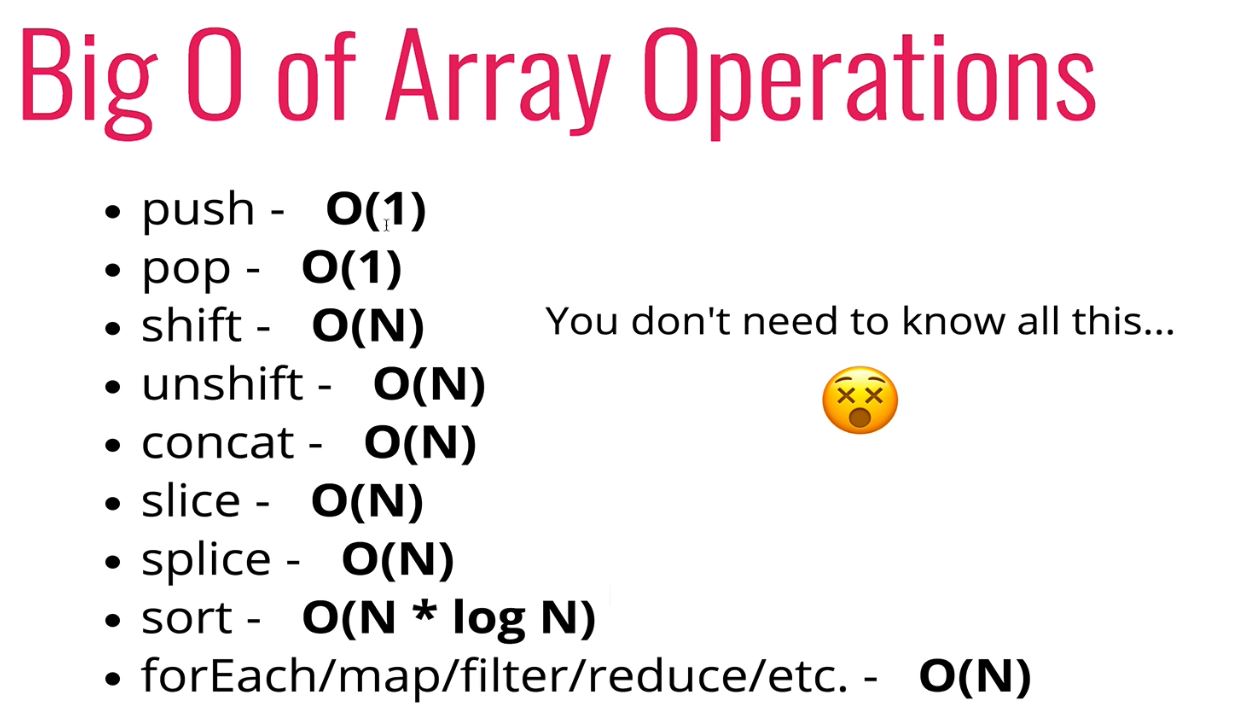 Big O of Array Operations
• push - O(1)
• pop - O(1)
• shift - O(N)
You don't need to know all this...
• unshift - O(N)
• concat - O(N)
• slice - O(N)
• splice - O(N)
• sort - O(N * log N)
• forEach/map/filter/reduce/etc. - O(N)